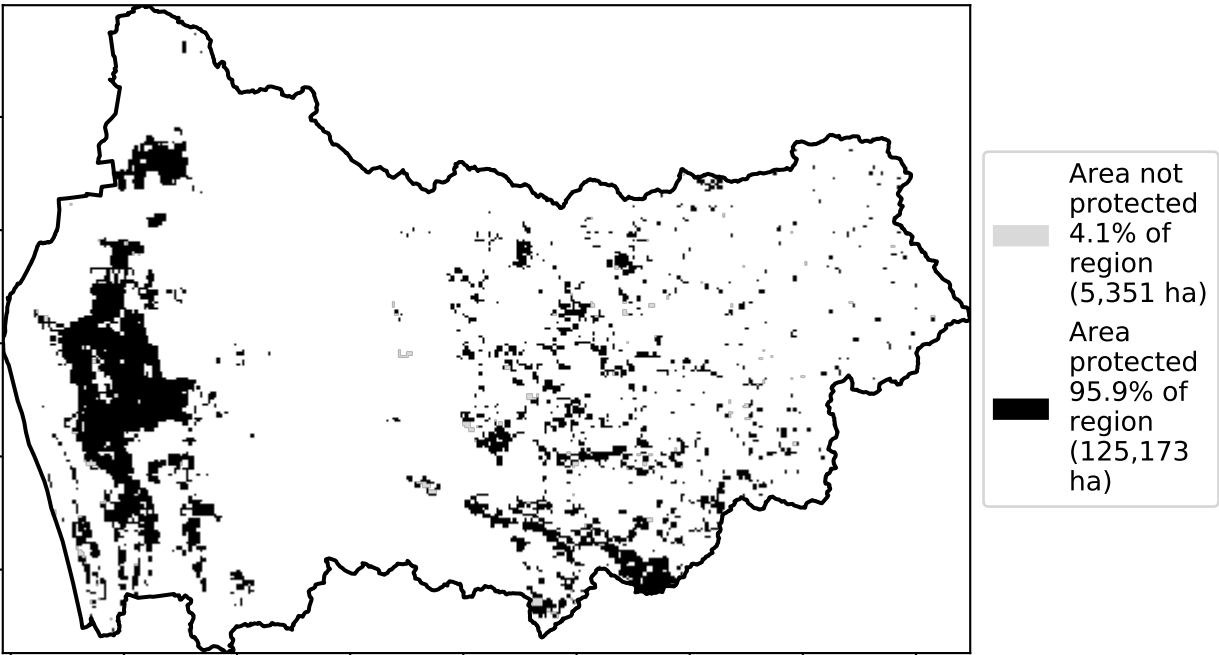 Area not
protected
4.1% of
region
(5,351 ha)
Area
protected
95.9% of
region
(125,173
ha)